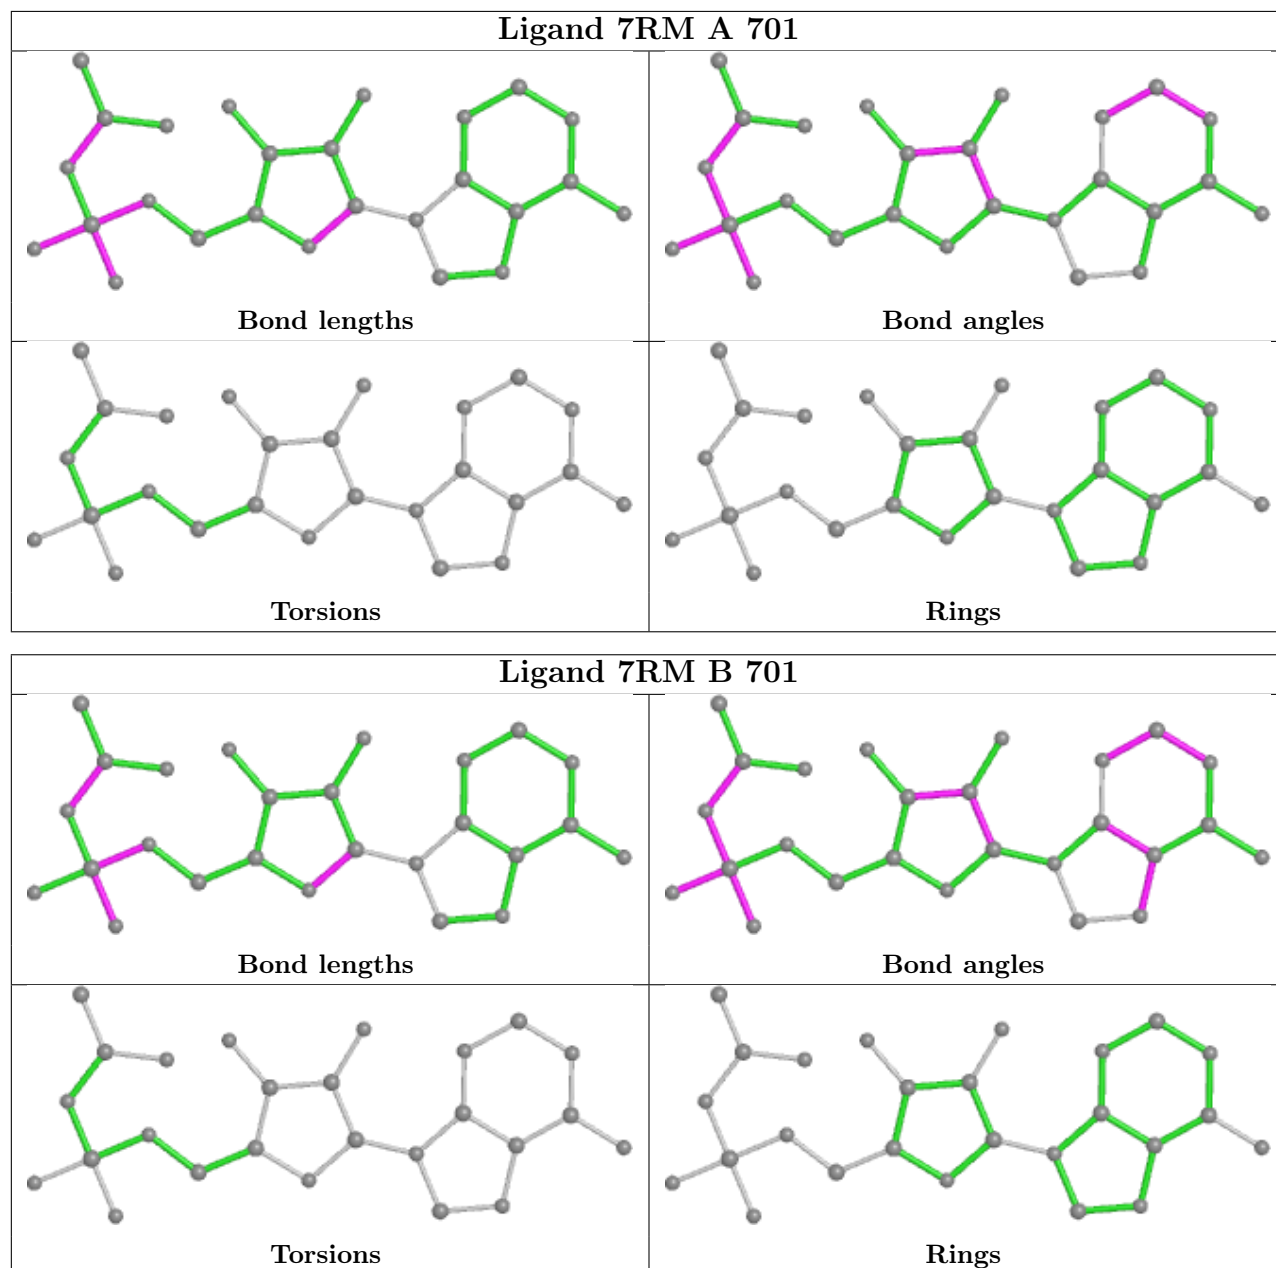 Ligand 7RM A 701
Bond lengths
Bond angles
Torsions
Rings
Ligand 7RM B 701
Bond lengths
Bond angles
Torsions
Rings